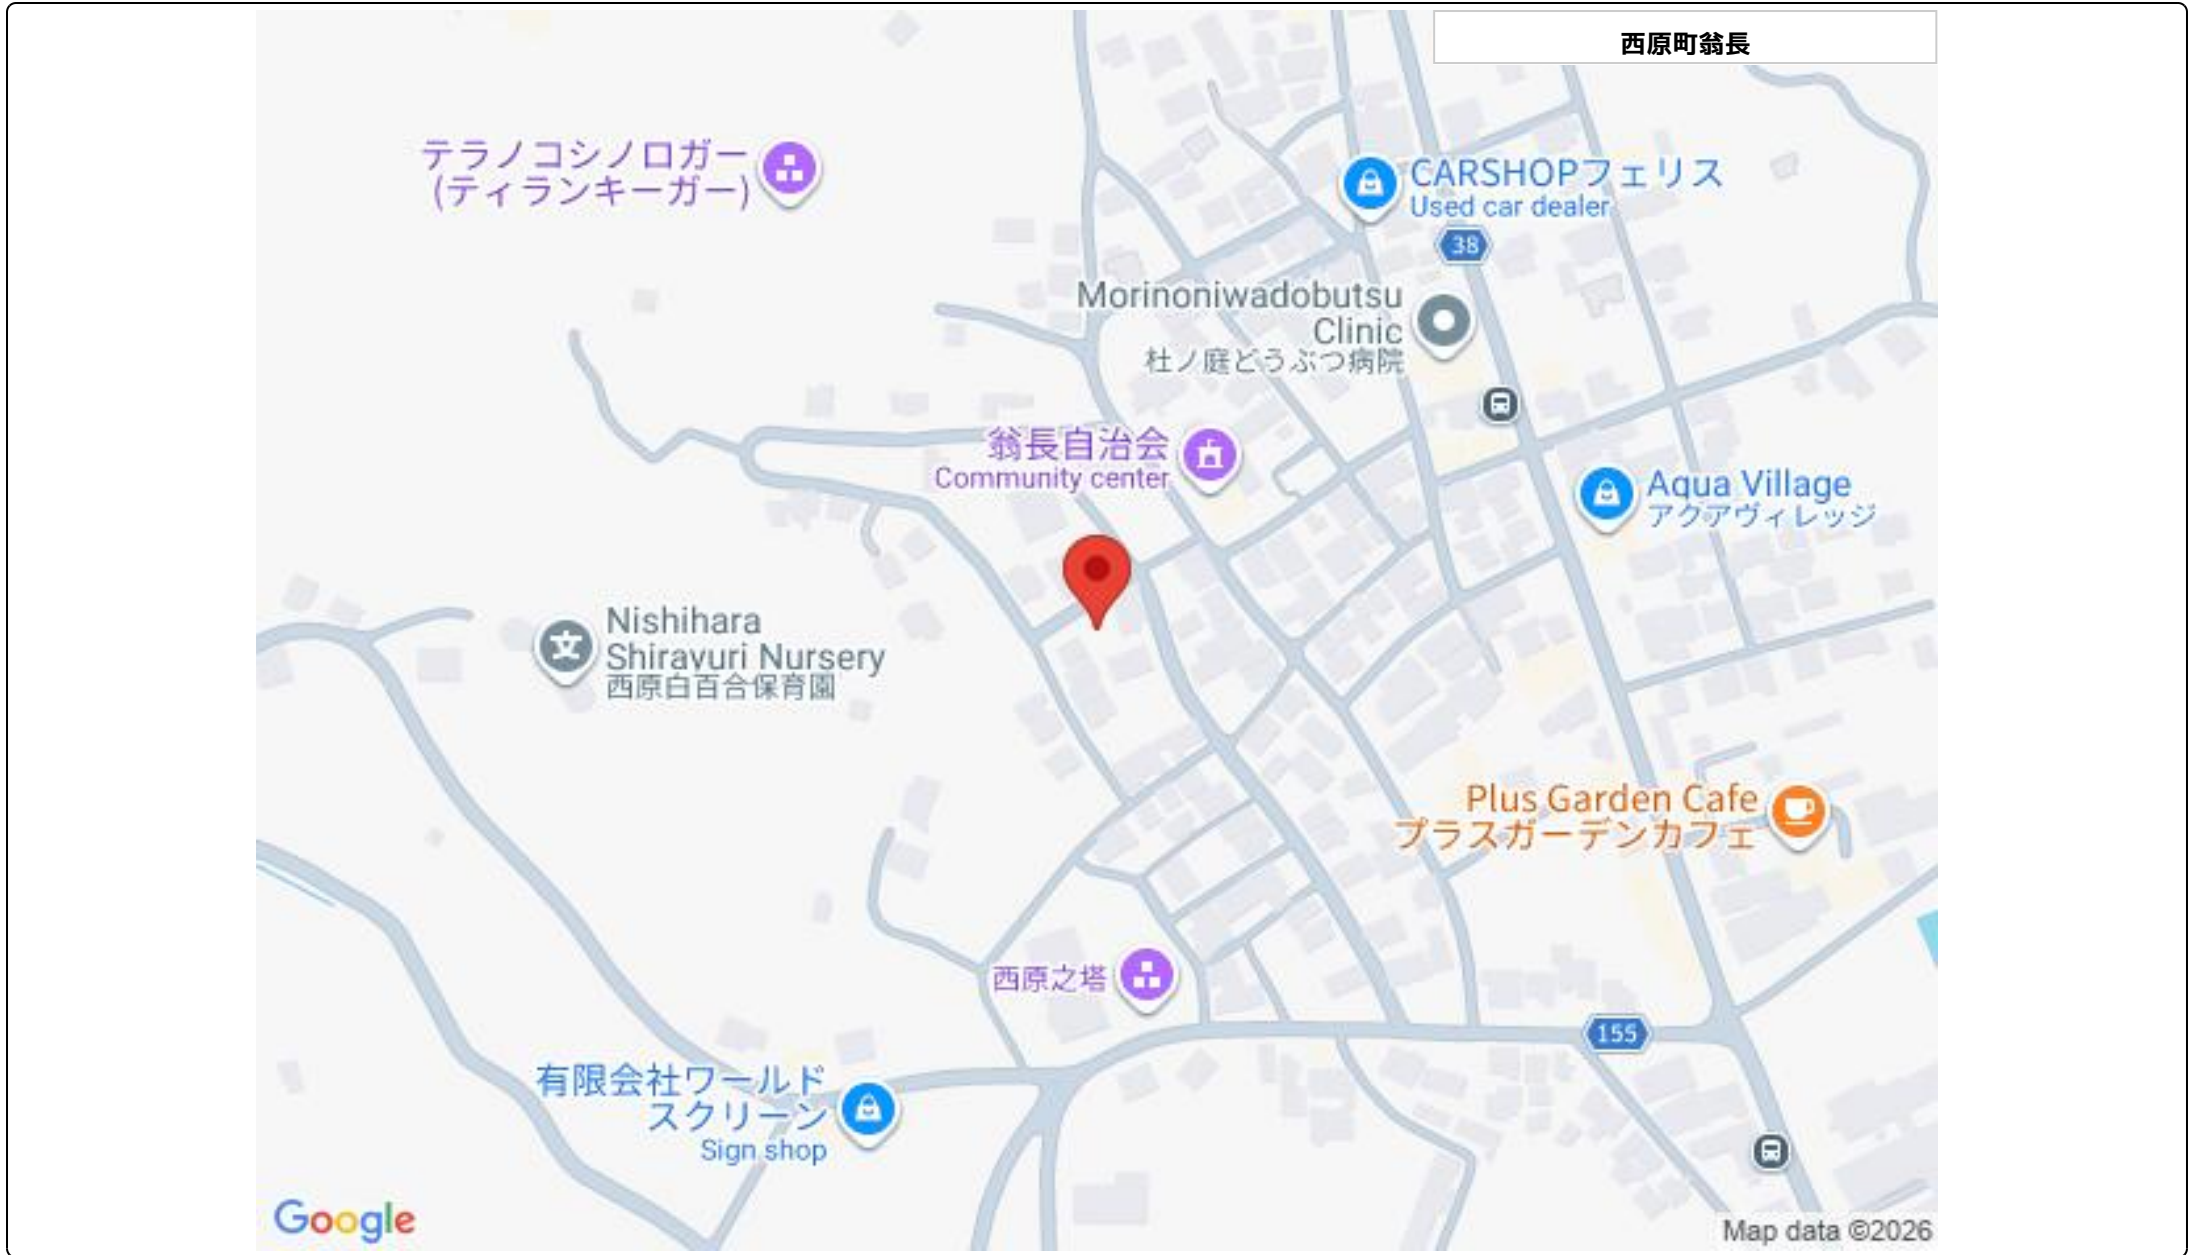 西原町翁長
テラノコシノロガー
(ティランキーガー)
CARSHOPフェリス
Used car dealer
38
Morinoniwadobutsu
Clinic
杜ノ庭どうぶつ病院
翁長自治会
Community center
Aqua Village
アクアヴィレッジ
Nishihara
Shirayuri Nursery
西原白百合保育園
Plus Garden Cafe
プラスガーデンカフェ
西原之塔
155
有限会社ワールド
スクリーン
Sign shop
Google
Map data ©2026